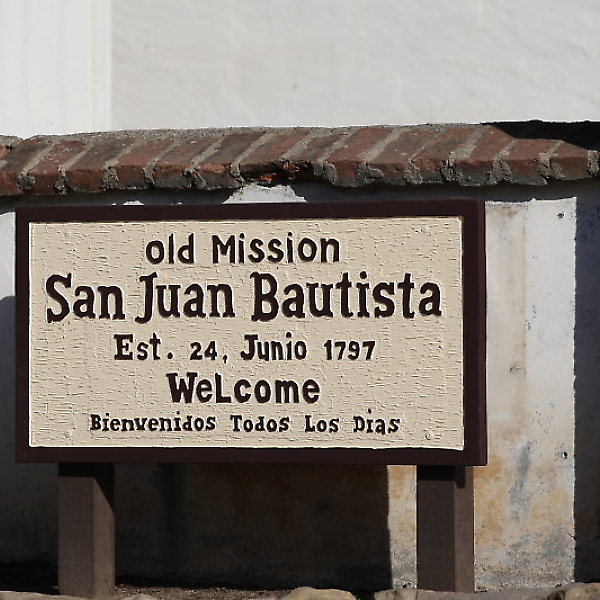 old Mission
San Juan Bautista
Est. 24, Junio 1797
WeLcome
Bienvenidos Todos Los Dias